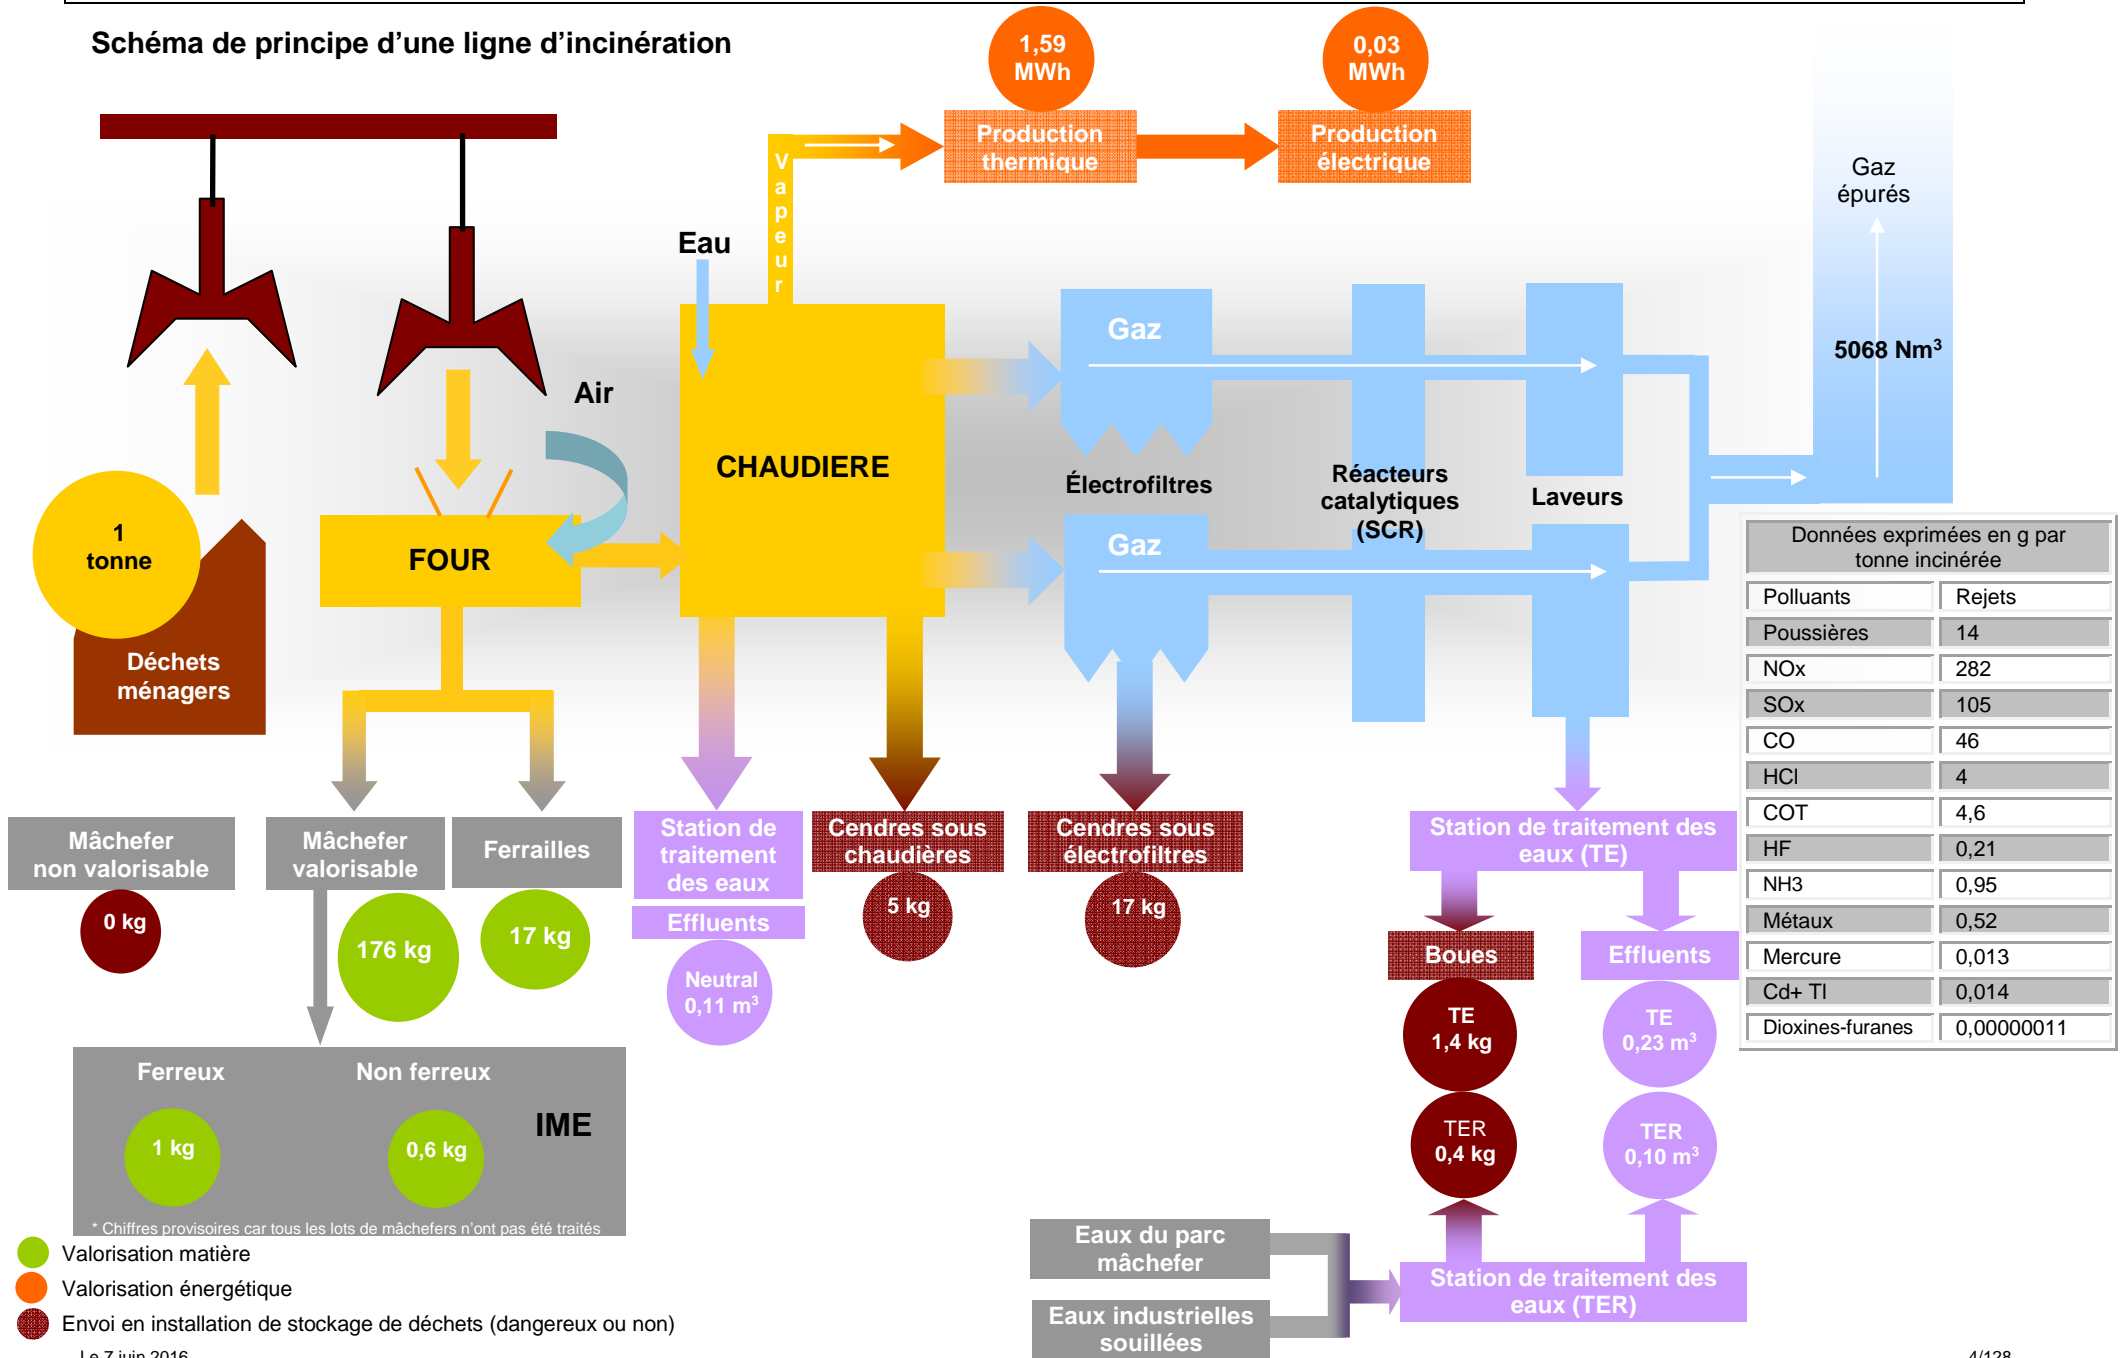 Schéma de principe d'une ligne d'incinération
1,59
MWh
0,03
MWh
Production
thermique
Production
électrique
Vapeur
Gaz
épurés
Eau
Gaz
5068 Nm³
Air
CHAUDIERE
Électrofiltres
Réacteurs
catalytiques
(SCR)
Laveurs
1
tonne
FOUR
Gaz
Déchets
ménagers
Données exprimées en g par
tonne incinérée
Polluants Rejets
Poussières 14
NOx 282
SOx 105
CO 46
HCl 4
COT 4,6
HF 0,21
NH3 0,95
Métaux 0,52
Mercure 0,013
Cd+ Tl 0,014
Dioxines-furanes 0,00000011
Mâchefer
non valorisable
0 kg
Mâchefer
valorisable
176 kg
Ferrailles
17 kg
Station de
traitement
des eaux
Effluents
Neutral
0,11 m³
Cendres sous
chaudières
5 kg
Cendres sous
électrofiltres
17 kg
Station de traitement des
eaux (TE)
Boues
Effluents
TE
1,4 kg
TE
0,23 m³
TER
0,4 kg
TER
0,10 m³
Ferreux
Non ferreux
IME
1 kg
0,6 kg
* Chiffres provisoires car tous les lots de mâchefers n'ont pas été traités
Eaux du parc
mâchefer
Eaux industrielles
souillées
Station de traitement des
eaux (TER)
Valorisation matière
Valorisation énergétique
Envoi en installation de stockage de déchets (dangereux ou non)
Le 7 juin 2016
4/128